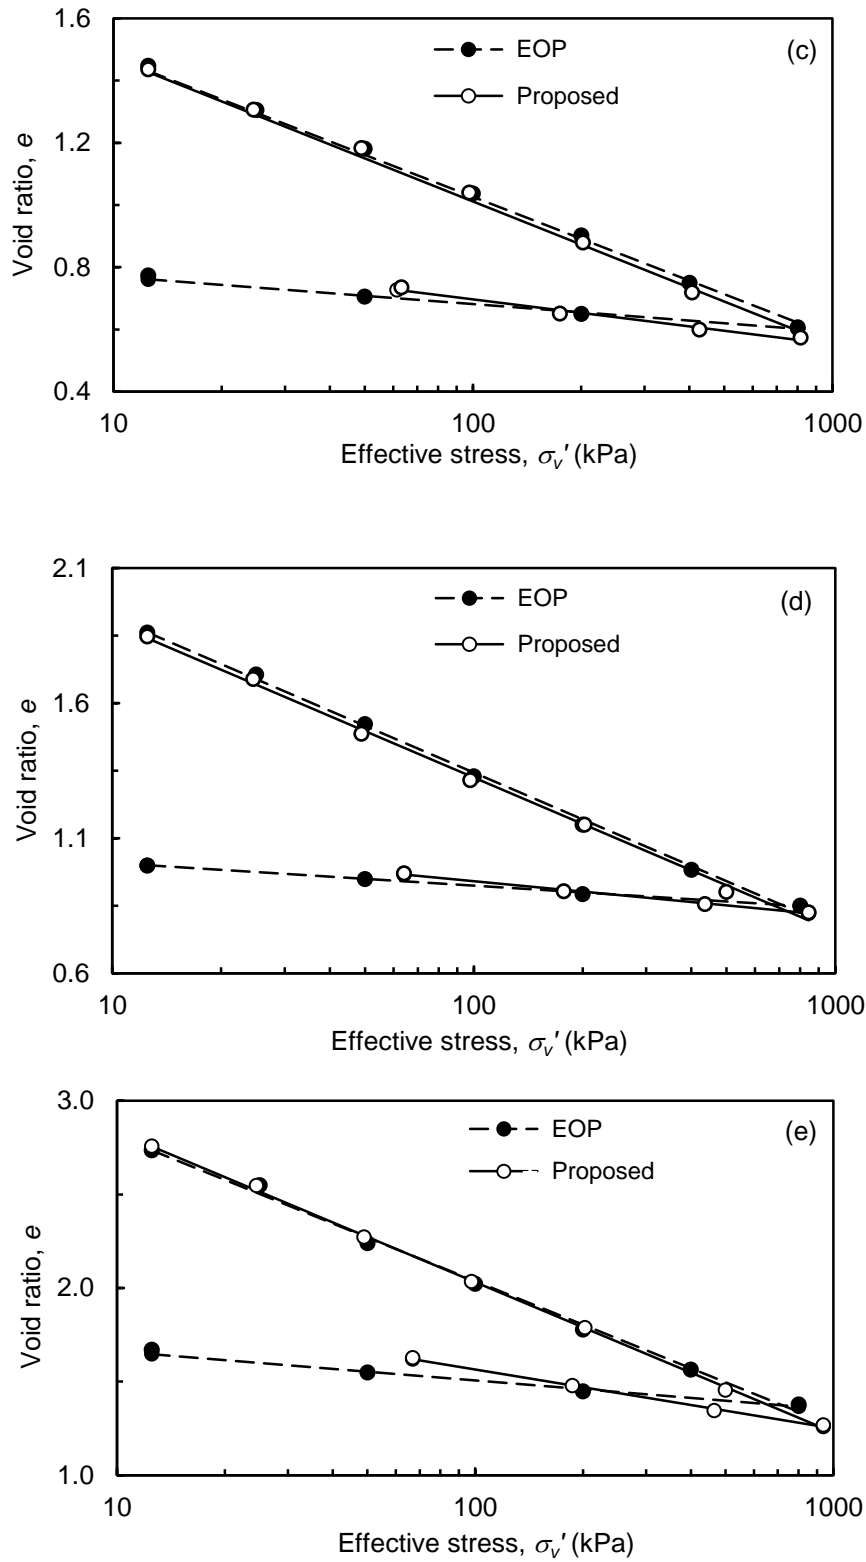 1.6
EOP
(c)
Proposed
1.2
Void ratio, e
0.8
0.4
10
100
1000
Effective stress, σv' (kPa)
2.1
EOP
(d)
Proposed
1.6
Void ratio, e
1.1
0.6
10
100
1000
Effective stress, σv' (kPa)
3.0
EOP
(e)
Proposed
Void ratio, e
2.0
1.0
10
100
1000
Effective stress, σv' (kPa)